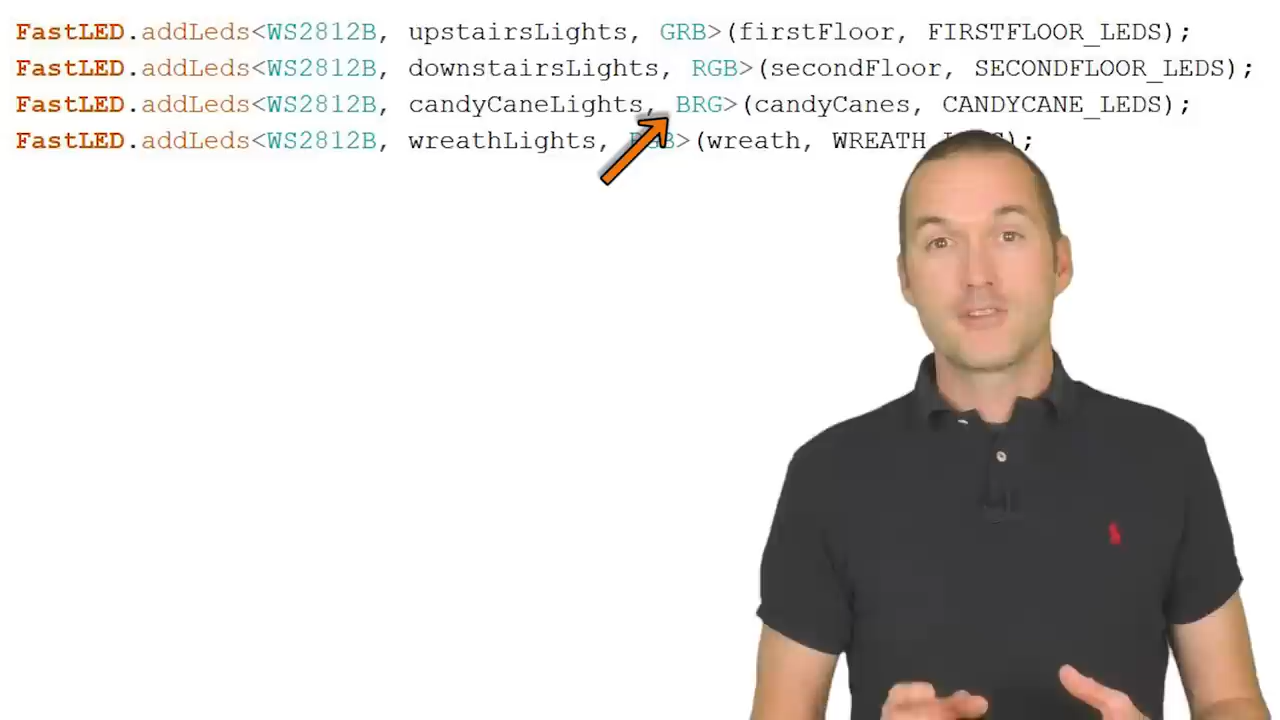 FastLED.addLeds<WS2812B, upstairsLights, GRB>(firstFloor, FIRSTFLOOR_LEDS);
FastLED.addLeds<WS2812B, downstairsLights, RGB>(secondFloor, SECONDFLOOR_LEDS);
FastLED.addLeds<WS2812B, candyCaneLights, BRG>(candyCanes, CANDYCANE_LEDS);
FastLED.addLeds<WS2812B, wreathLights, >(wreath, );